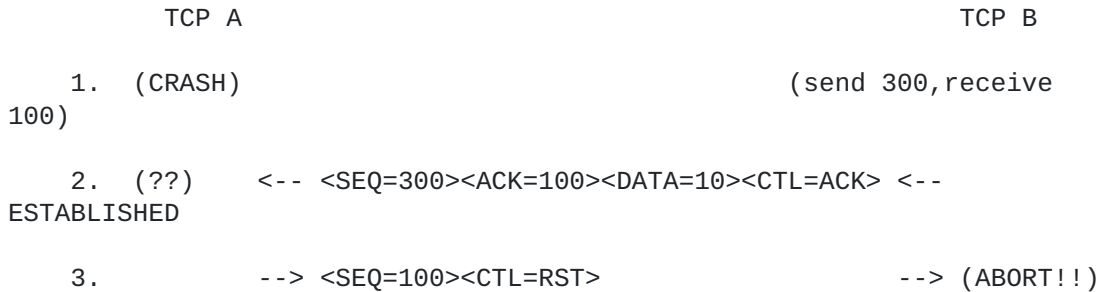 TCP A                                           TCP B
1.  (CRASH)                                  (send 300,receive
100)
2.  (??)    <-- <SEQ=300><ACK=100><DATA=10><CTL=ACK> <--
ESTABLISHED
3.          --> <SEQ=100><CTL=RST>                   --> (ABORT!!)